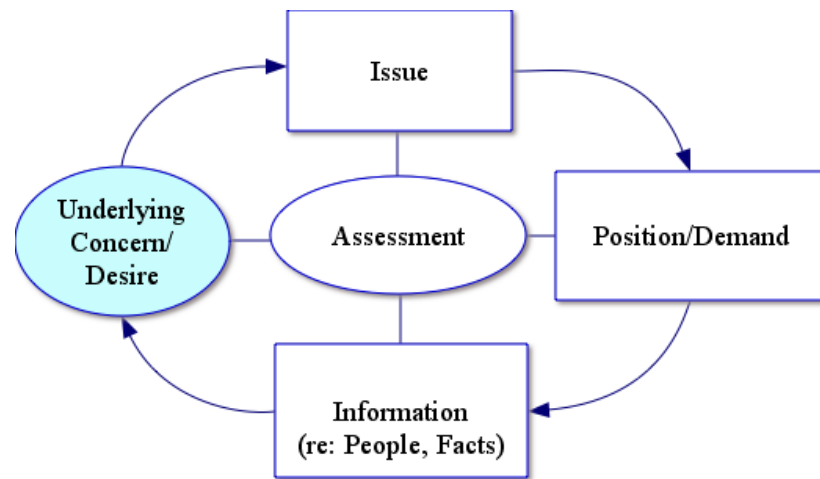 Issue
Underlying
Concern/
Desire
Assessment
Position/Demand
Information
(re: People, Facts)